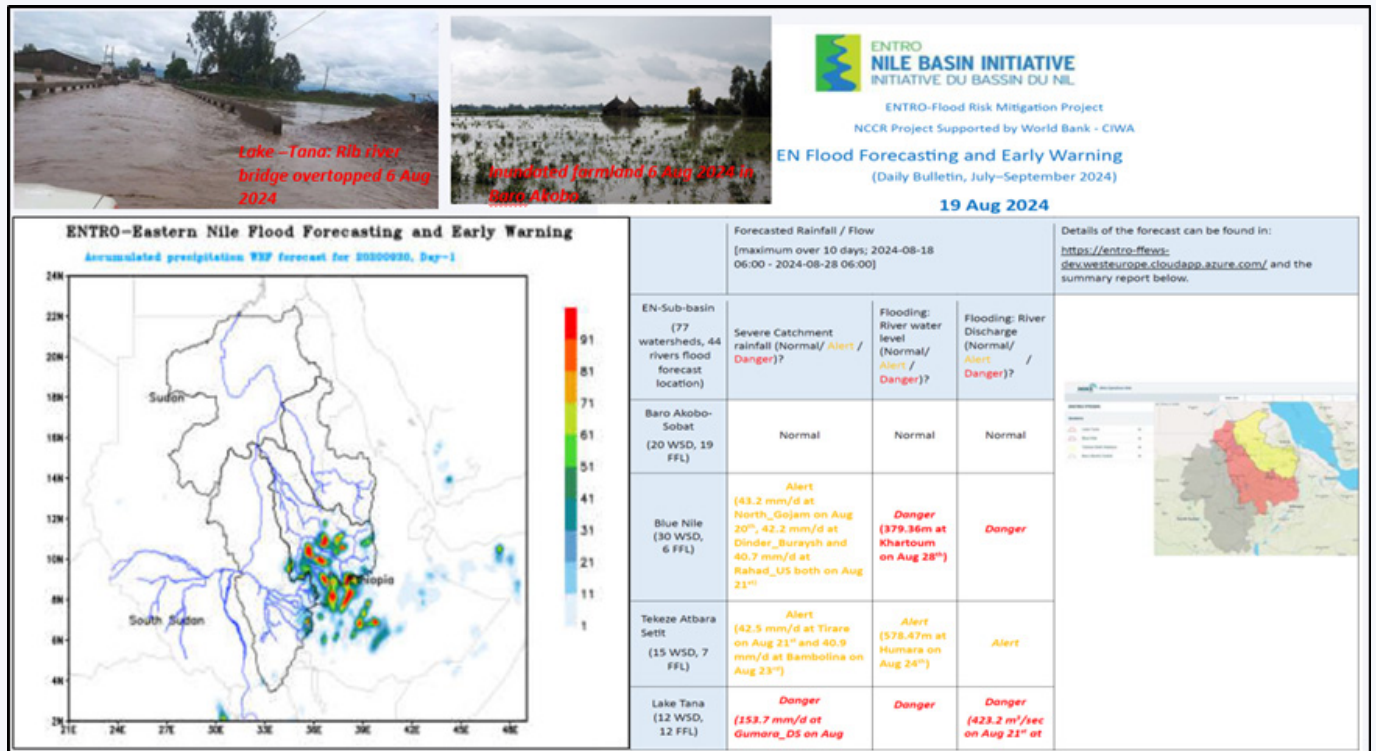 Lake –Tana: Rib river
bridge overtopped 6 Aug
2024
Inundated farmland 6 Aug 2024 in
Baro Akobo
ENTRO
NILE BASIN INITIATIVE
INITIATIVE DU BASSIN DU NIL
ENTRO-Flood Risk Mitigation Project
NCCR Project Supported by World Bank - CIWA
EN Flood Forecasting and Early Warning
(Daily Bulletin, July–September 2024)
19 Aug 2024
ENTRO-Eastern Nile Flood Forecasting and Early Warning
Accumulated precipitation WRF forecast for 20200930, Day-1
24N
22N
20N
18N
16N
14N
12N
10N
8N
6N
4N
2N
21E
24E
27E
30E
33E
36E
39E
42E
45E
48E
Sudan
Ethiopia
South Sudan
91
81
71
61
51
41
31
21
11
1
Forecasted Rainfall / Flow
[maximum over 10 days; 2024-08-18
06:00 - 2024-08-28 06:00]
Details of the forecast can be found in:
https://entro-ffews-
dev.westeurope.cloudapp.azure.com/ and the
summary report below.
EN-Sub-basin
(77
watersheds, 44
rivers flood
forecast
location)
Severe Catchment
rainfall (Normal/ Alert /
Danger)?
Flooding:
River water
level
(Normal/
Alert /
Danger)?
Flooding: River
Discharge
(Normal/
Alert /
Danger)?
Baro Akobo-
Sobat
(20 WSD, 19
FFL)
Normal
Normal
Normal
Blue Nile
(30 WSD,
6 FFL)
Alert
(43.2 mm/d at
North_Gojam on Aug
20th, 42.2 mm/d at
Dinder_Buraysh and
40.7 mm/d at
Rahad_US both on Aug
21st)
Danger
(379.36m at
Khartoum
on Aug 28th)
Danger
Tekeze Atbara
Setit
(15 WSD, 7
FFL)
Alert
(42.5 mm/d at Tirare
on Aug 21st and 40.9
mm/d at Bambolina on
Aug 23rd)
Alert
(578.47m at
Humara on
Aug 24th)
Alert
Lake Tana
(12 WSD,
12 FFL)
Danger
(153.7 mm/d at
Gumara_DS on Aug
Danger
Danger
(423.2 m³/sec
on Aug 21st at